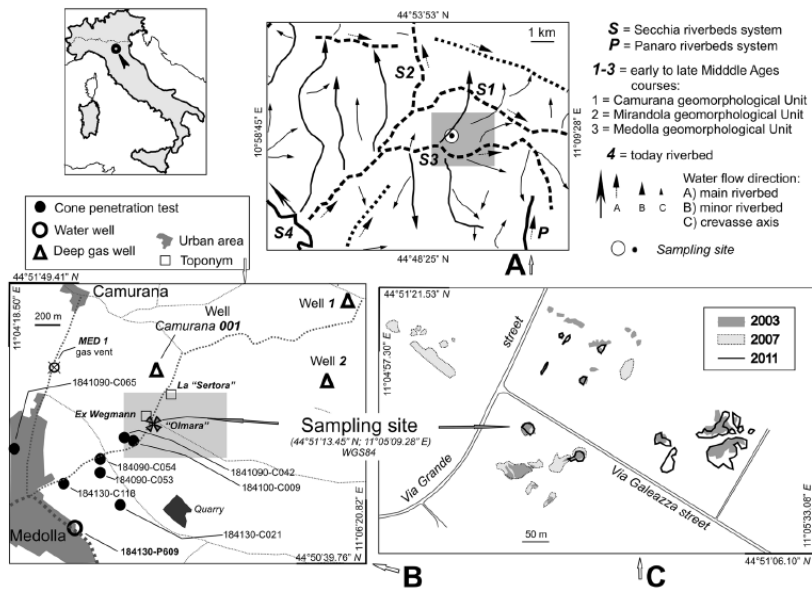 44°53'53" N
1 km
10°58'45" E
11°09'28" E
S2
S1
S3
S4
P
44°48'25" N
A
S = Secchia riverbeds system
P = Panaro riverbeds system
1-3 = early to late Midddle Ages
courses:
1 = Camurana geomorphological Unit
2 = Mirandola geomorphological Unit
3 = Medolla geomorphological Unit
4 = today riverbed
Water flow direction:
A) main riverbed
B) minor riverbed
C) crevasse axis
A B C
Sampling site
Cone penetration test
Water well
Deep gas well
Urban area
Toponym
44°51'49.41" N
11°04'18.50" E
Camurana
200 m
MED 1
gas vent
Well
Camurana 001
Well 1
Well 2
1841090-C065
La "Sertora"
Ex Wegmann
"Olmara"
1841090-C042
184100-C009
184090-C054
184090-C053
184130-C118
184130-C021
Quarry
Medolla
184130-P609
11°06'20.82" E
44°50'39.76" N
B
Sampling site
(44°51'13.45" N; 11°05'09.28" E)
WGS84
44°51'21.53" N
11°04'57.30" E
street
Via Grande
Via Galeazza street
2003
2007
2011
50 m
11°05'33.06" E
44°51'06.10" N
C